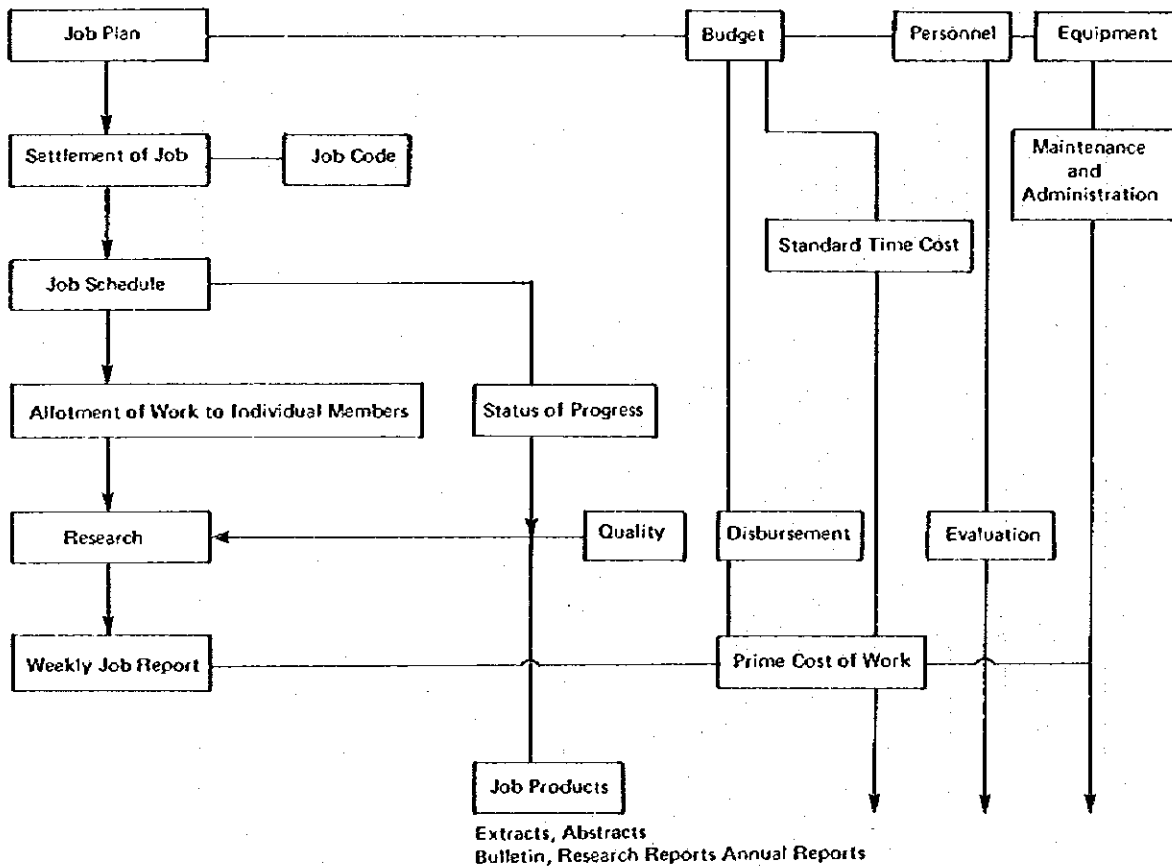 Job Plan
Budget
Personnel
Equipment
Settlement of Job
Job Code
Maintenance
and
Administration
Standard Time Cost
Job Schedule
Allotment of Work to Individual Members
Status of Progress
Research
Quality
Disbursement
Evaluation
Weekly Job Report
Prime Cost of Work
Job Products
Extracts, Abstracts
Bulletin, Research Reports Annual Reports